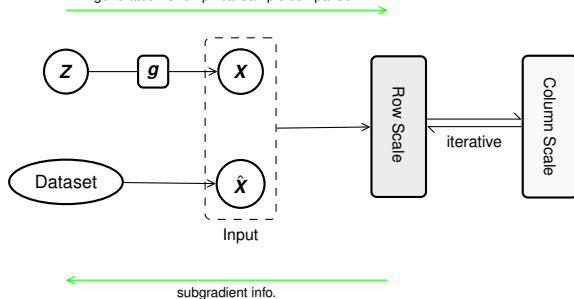 Z
g
X
Dataset
X̂
Input
Row Scale
iterative
Column Scale
subgradient info.